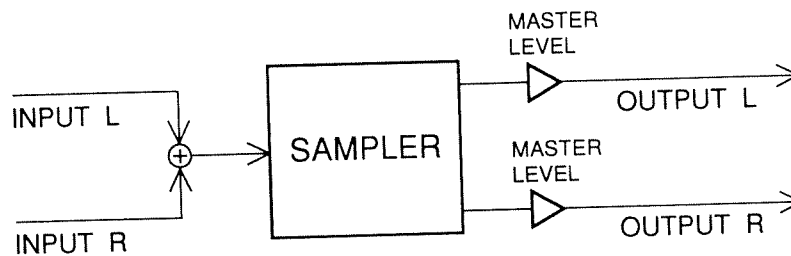 MASTER
LEVEL
INPUT L
OUTPUT L
SAMPLER
MASTER
LEVEL
INPUT R
OUTPUT R